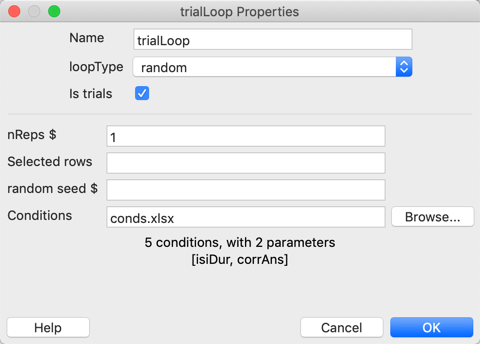 trialLoop Properties
Name trialLoop
loopType random
Is trials
nReps $ 1
Selected rows
random seed $
Conditions conds.xlsx Browse...
5 conditions, with 2 parameters
[isiDur, corrAns]
Help Cancel OK